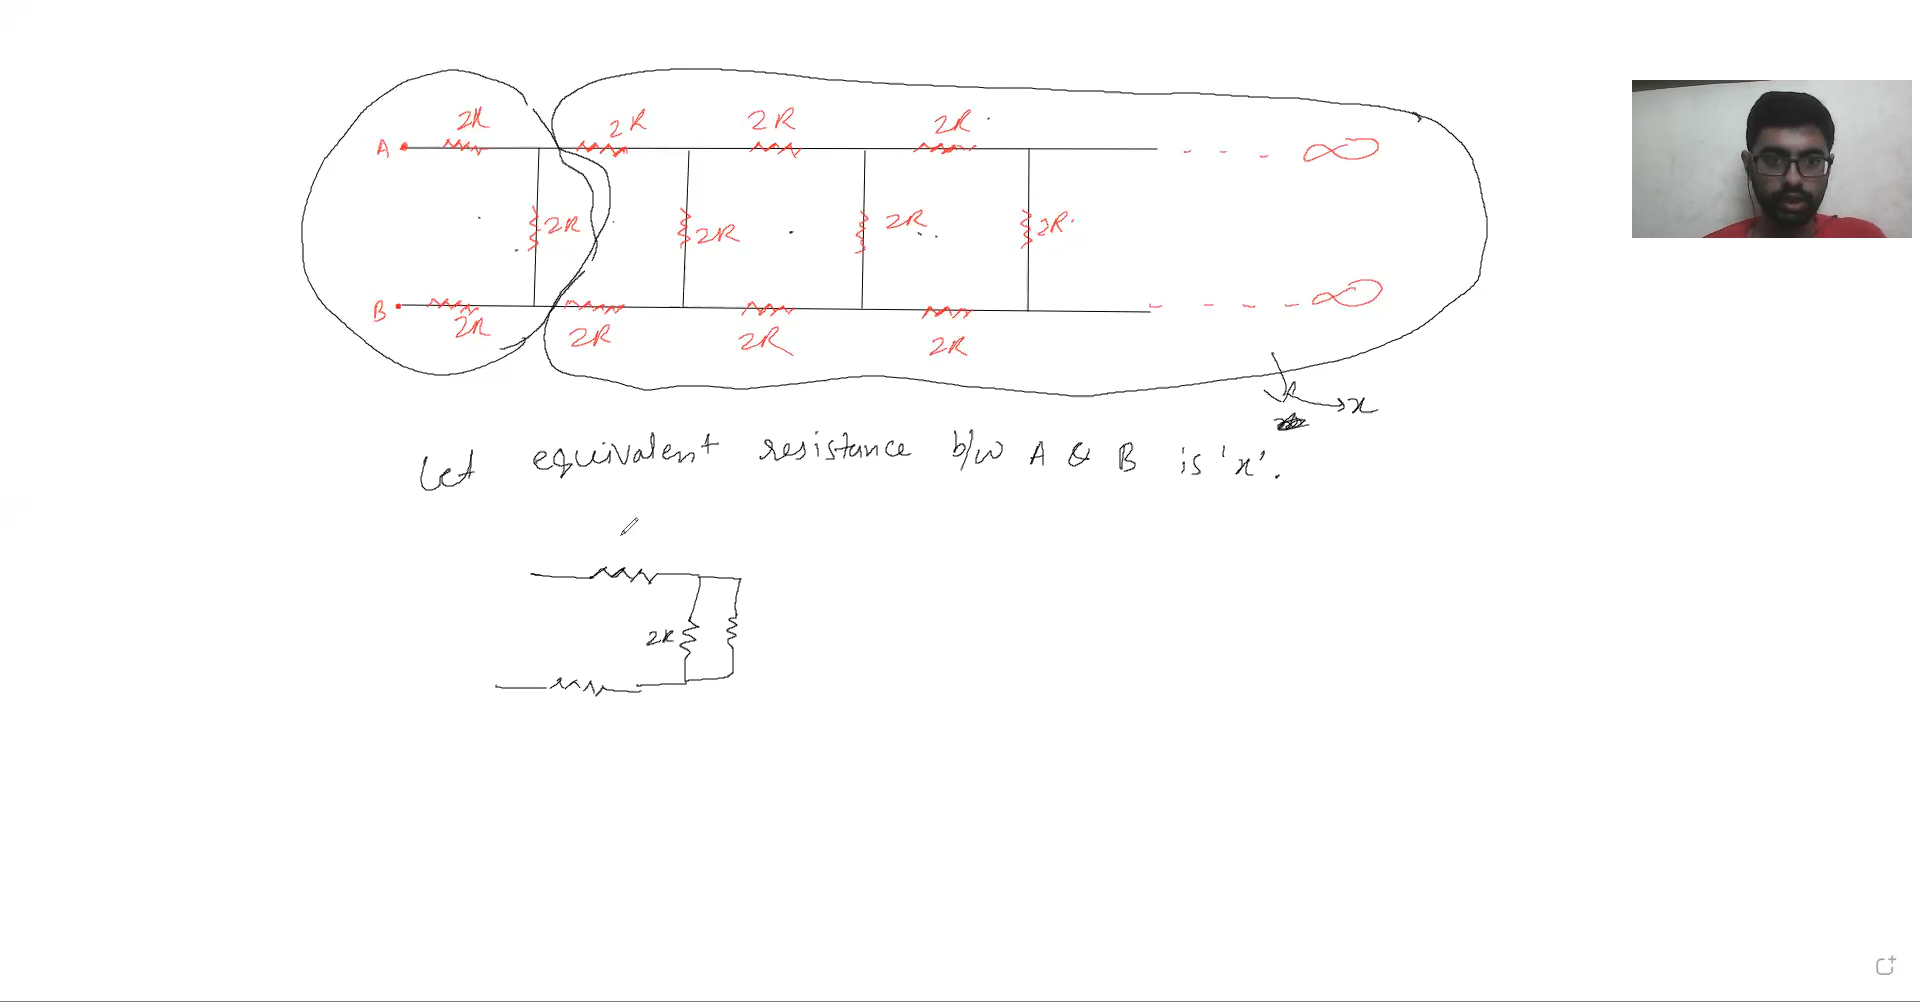 2R 2R 2R 2R
A ∞
2R 2R 2R 2R
B ∞
2R 2R 2R 2R
x
Let equivalent resistance b/w A & B is 'x'.
2R